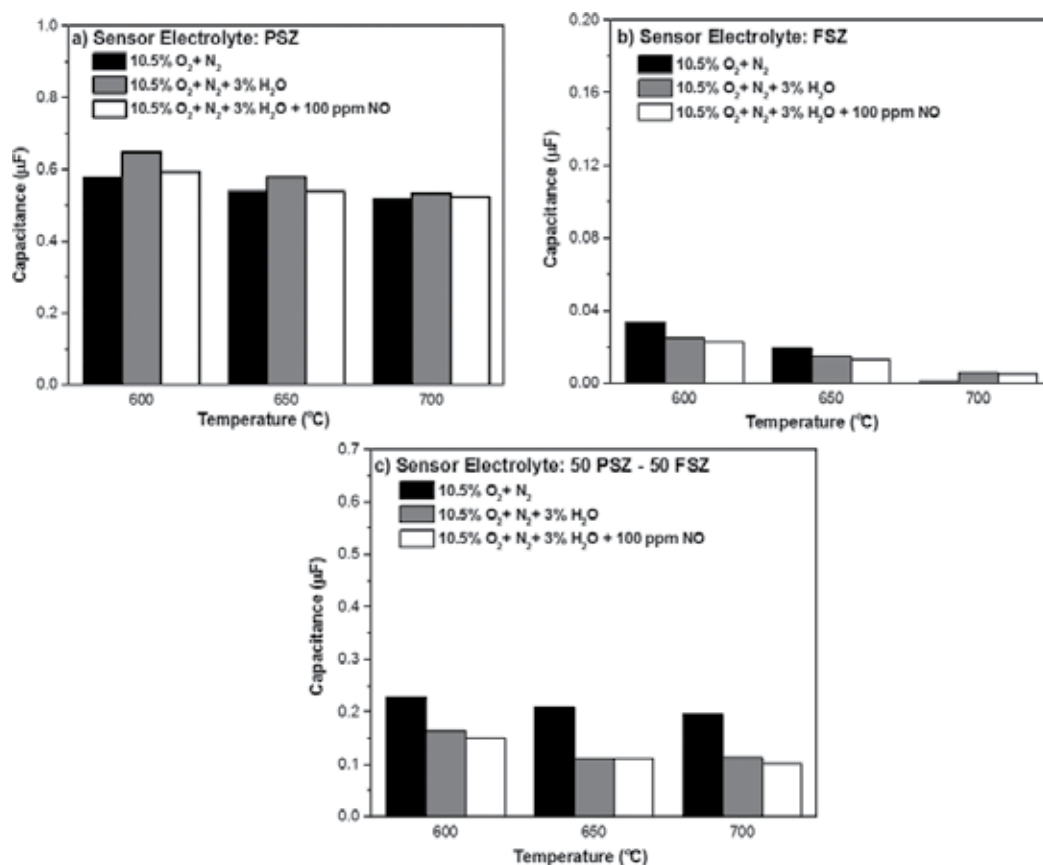 a) Sensor Electrolyte: PSZ
10.5% O₂+ N₂
10.5% O₂+ N₂+ 3% H₂O
10.5% O₂+ N₂+ 3% H₂O + 100 ppm NO
Capacitance (µF)
1.0
0.8
0.6
0.4
0.2
0.0
600 650 700
Temperature (°C)
b) Sensor Electrolyte: FSZ
10.5% O₂+ N₂
10.5% O₂+ N₂+ 3% H₂O
10.5% O₂+ N₂+ 3% H₂O + 100 ppm NO
Capacitance (µF)
0.20
0.16
0.12
0.08
0.04
0.00
600 650 700
Temperature (°C)
c) Sensor Electrolyte: 50 PSZ - 50 FSZ
10.5% O₂+ N₂
10.5% O₂+ N₂+ 3% H₂O
10.5% O₂+ N₂+ 3% H₂O + 100 ppm NO
Capacitance (µF)
0.7
0.6
0.5
0.4
0.3
0.2
0.1
0.0
600 650 700
Temperature (°C)